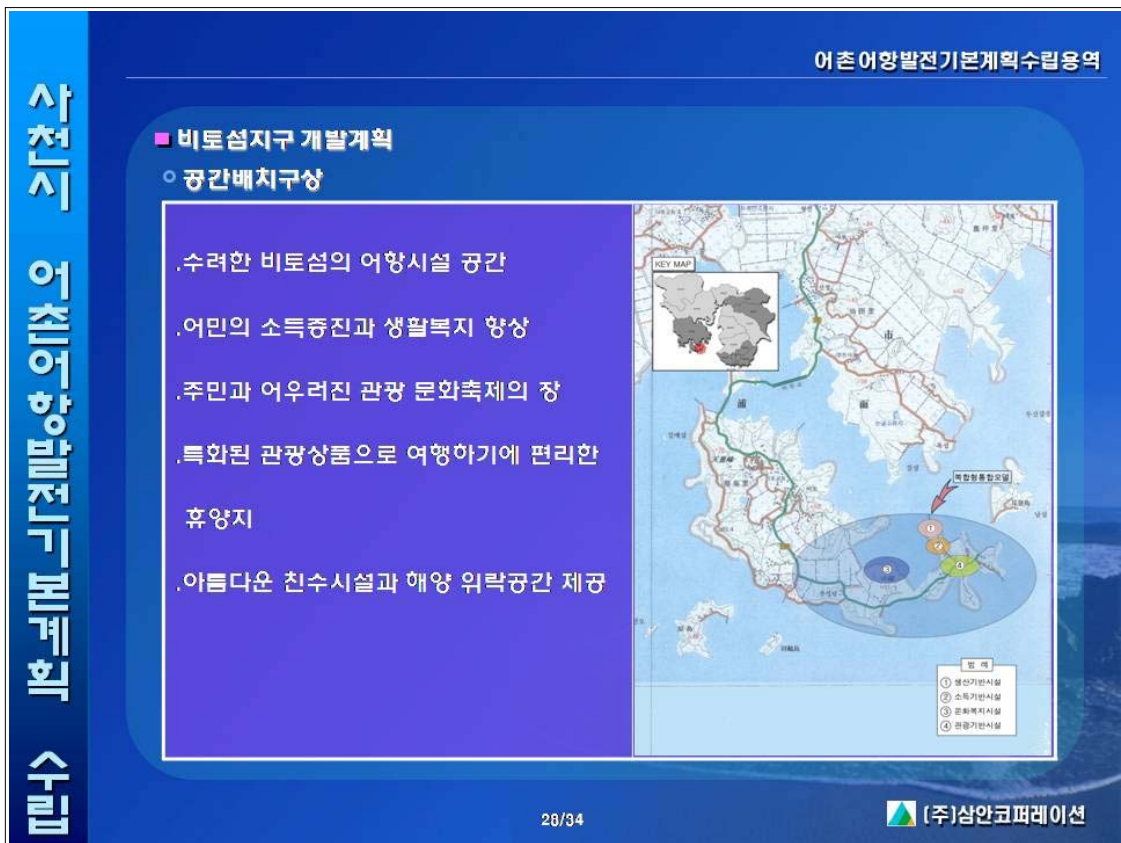 어촌어항발전기본계획수립용역
사천시 어촌어항발전기본계획 수립
비토섬지구 개발계획
공간배치구상
.수려한 비토섬의 어항시설 공간
.어민의 소득증진과 생활복지 향상
.주민과 어우러진 관광 문화축제의 장
.특화된 관광상품으로 여행하기에 편리한
휴양지
.아름다운 친수시설과 해양 위락공간 제공
KEY MAP
市
面
복합형통합모델
①
②
③
④
범 례
① 생산기반시설
② 소득기반시설
③ 문화복지시설
④ 관광기반시설
28/34
(주)삼안코퍼레이션